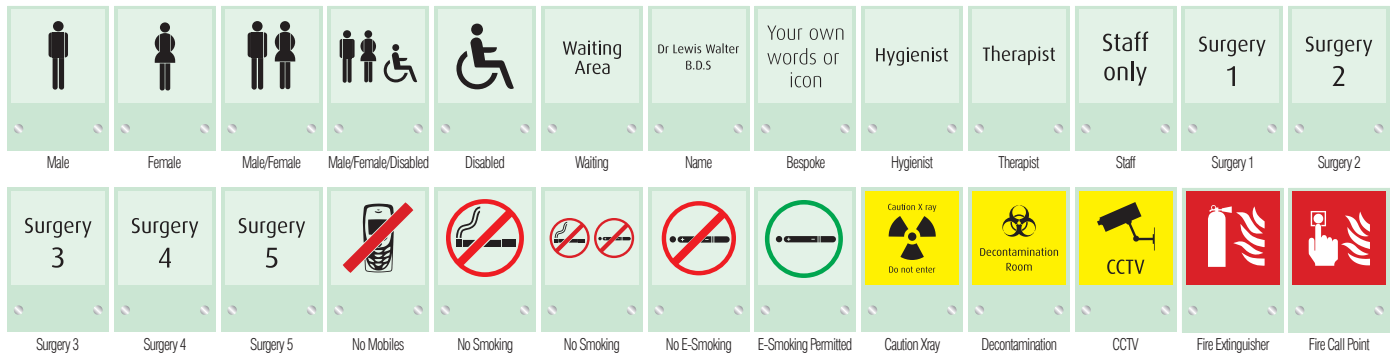 Waiting
Area
Dr Lewis Walter
B.D.S
Your own
words or
icon
Hygienist
Therapist
Staff
only
Surgery
1
Surgery
2
Male
Female
Male/Female
Male/Female/Disabled
Disabled
Waiting
Name
Bespoke
Hygienist
Therapist
Staff
Surgery 1
Surgery 2
Surgery
3
Surgery
4
Surgery
5
Caution X ray
Do not enter
Decontamination
Room
CCTV
Surgery 3
Surgery 4
Surgery 5
No Mobiles
No Smoking
No Smoking
No E-Smoking
E-Smoking Permitted
Caution Xray
Decontamination
CCTV
Fire Extinguisher
Fire Call Point